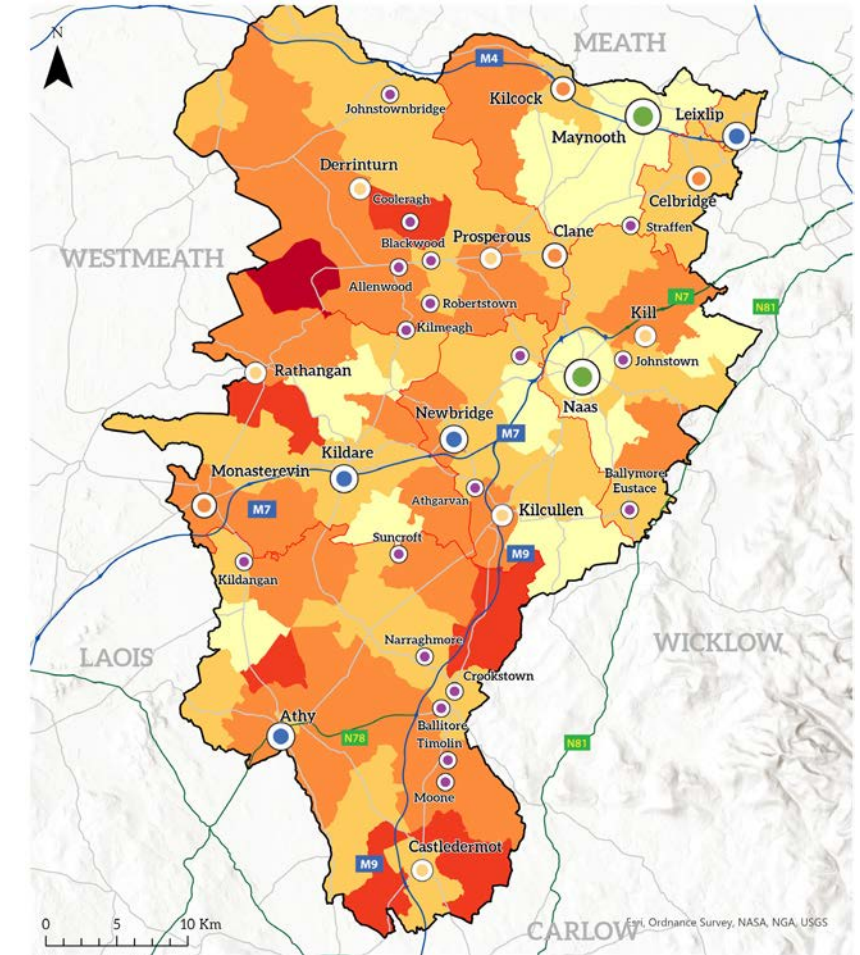 N
MEATH
M4
Kilcock
Johnstownbridge
Leixlip
Maynooth
Derrinturn
Celbridge
Cooleragh
Straffen
Blackwood
Prosperous
Clane
WESTMEATH
Allenwood
N7
Robertstown
N81
Kill
Kilmeagh
Johnstown
Rathangan
Naas
Newbridge
M7
Kildare
Monasterevin
Ballymore
Eustace
Athgarvan
M7
Kilcullen
Suncroft
M9
Kildangan
Narraghmore
WICKLOW
LAOIS
Crookstown
Athy
Ballitore
N78
Timolin
N81
Moone
Castledermot
M9
0 5 10 Km
CARLOW
Esri, Ordnance Survey, NASA, NGA, USGS